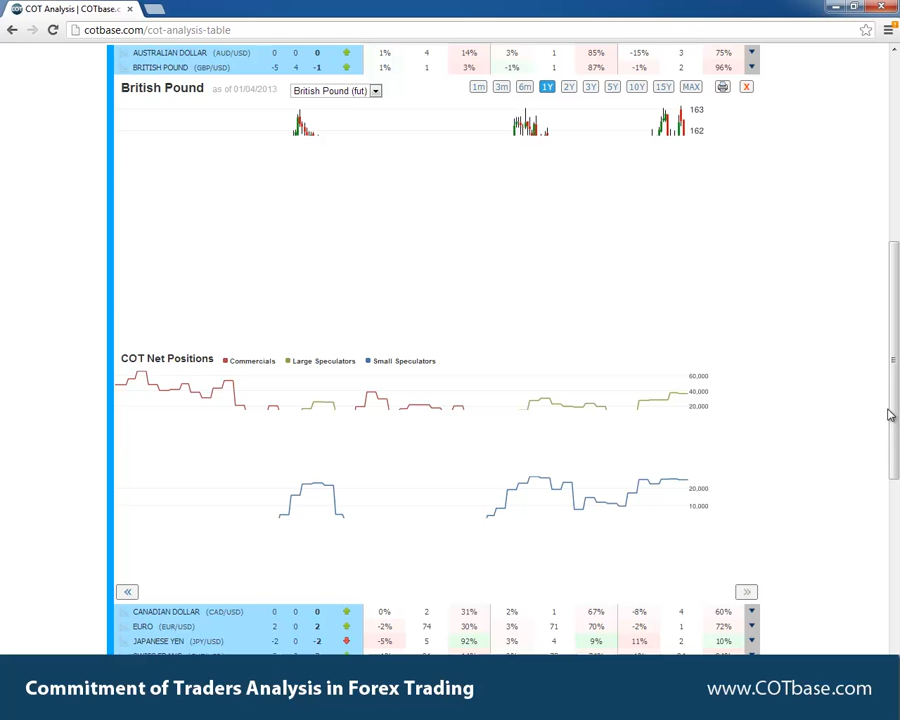 COT Analysis | COTbase.c
cotbase.com/cot-analysis-table
AUSTRALIAN DOLLAR (AUD/USD) 0 0 0 1% 4 14% 3% 1 85% -15% 3 75%
BRITISH POUND (GBP/USD) -5 4 -1 1% 1 3% -1% 1 87% -1% 2 96%
British Pound as of 01/04/2013 British Pound (fut) 1m 3m 6m 1Y 2Y 3Y 5Y 10Y 15Y MAX X
163
162
COT Net Positions Commercials Large Speculators Small Speculators
60,000
40,000
20,000
20,000
10,000
« »
CANADIAN DOLLAR (CAD/USD) 0 0 0 0% 2 31% 2% 1 67% -8% 4 60%
EURO (EUR/USD) 2 0 2 -2% 74 30% 3% 71 70% -2% 1 72%
JAPANESE YEN (JPY/USD) -2 0 -2 -5% 5 92% 3% 4 9% 11% 2 10%
Commitment of Traders Analysis in Forex Trading www.COTbase.com